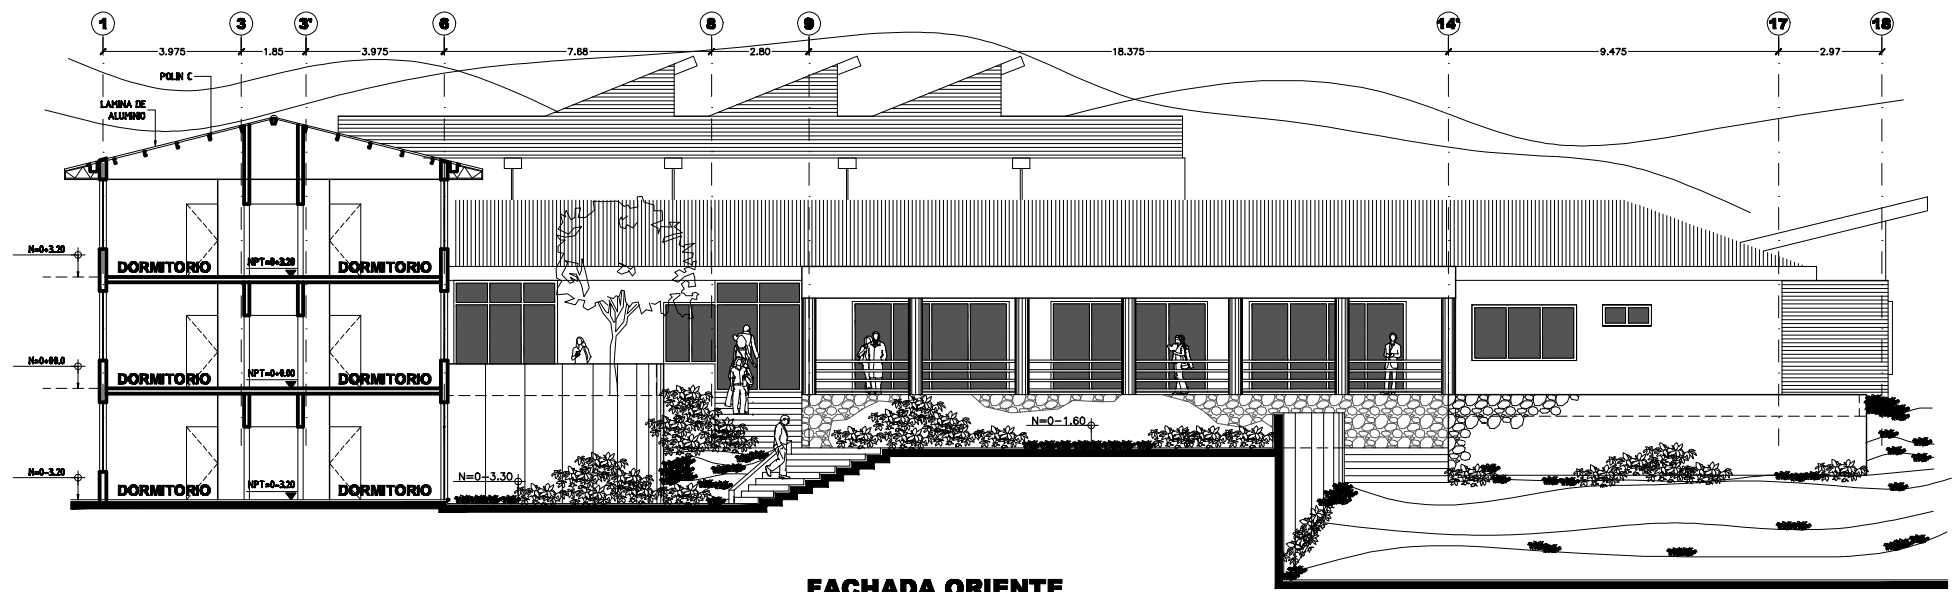 1 3 3' 6 8 9 14' 17 18
3.975 1.85 3.975 7.68 2.80 18.375 9.475 2.97
POLIN C
LAMINA DE
ALUMINIO
N=0+3.20
DORMITORIO NPT=0+3.20 DORMITORIO
N=0+00.0
DORMITORIO NPT=0+0.00 DORMITORIO
N=0-1.60
N=0-3.20
DORMITORIO NPT=0-3.20 DORMITORIO
N=0-3.30
FACHADA ORIENTE